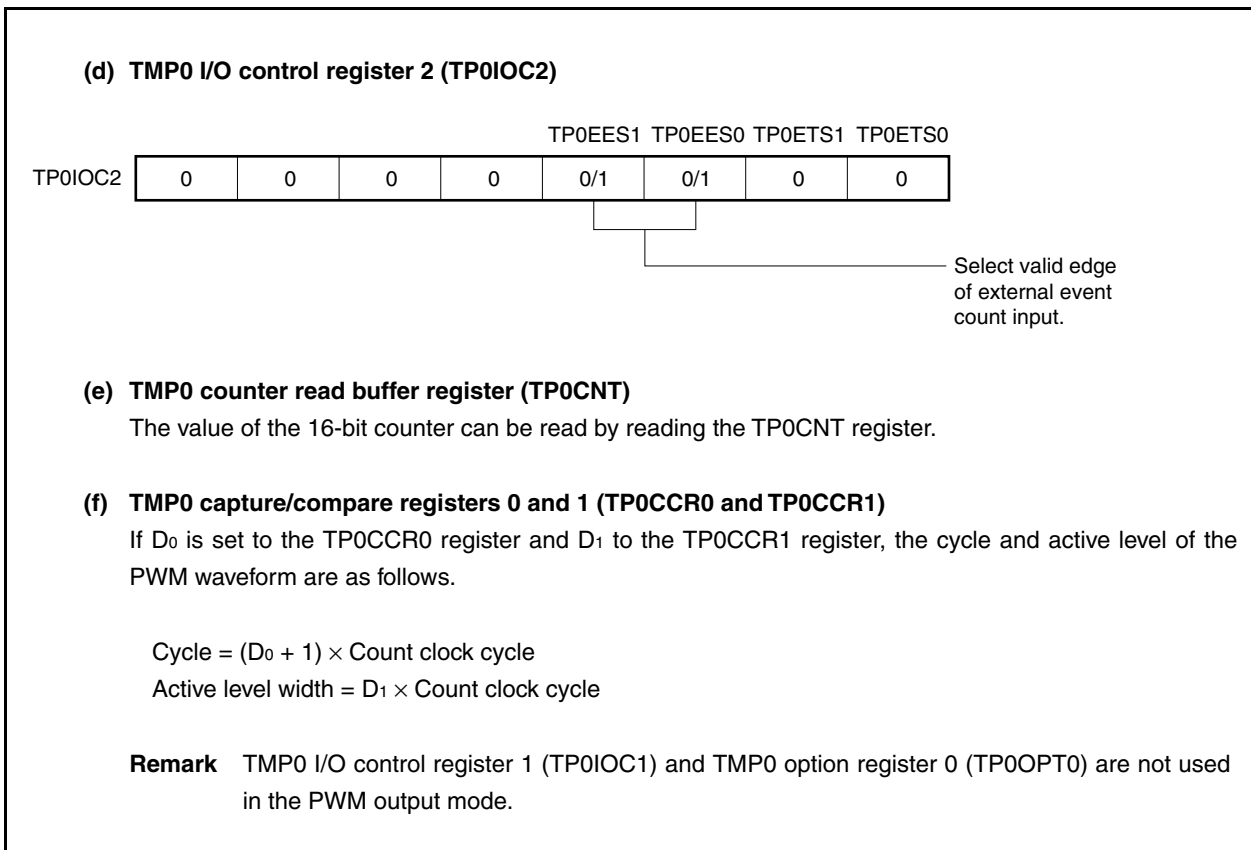 (d) TMP0 I/O control register 2 (TP0IOC2)
TP0EES1 TP0EES0 TP0ETS1 TP0ETS0
TP0IOC2 0 0 0 0 0/1 0/1 0 0
Select valid edge
of external event
count input.
(e) TMP0 counter read buffer register (TP0CNT)
The value of the 16-bit counter can be read by reading the TP0CNT register.
(f) TMP0 capture/compare registers 0 and 1 (TP0CCR0 and TP0CCR1)
If D0 is set to the TP0CCR0 register and D1 to the TP0CCR1 register, the cycle and active level of the
PWM waveform are as follows.
Cycle = (D0 + 1) × Count clock cycle
Active level width = D1 × Count clock cycle
Remark TMP0 I/O control register 1 (TP0IOC1) and TMP0 option register 0 (TP0OPT0) are not used
in the PWM output mode.